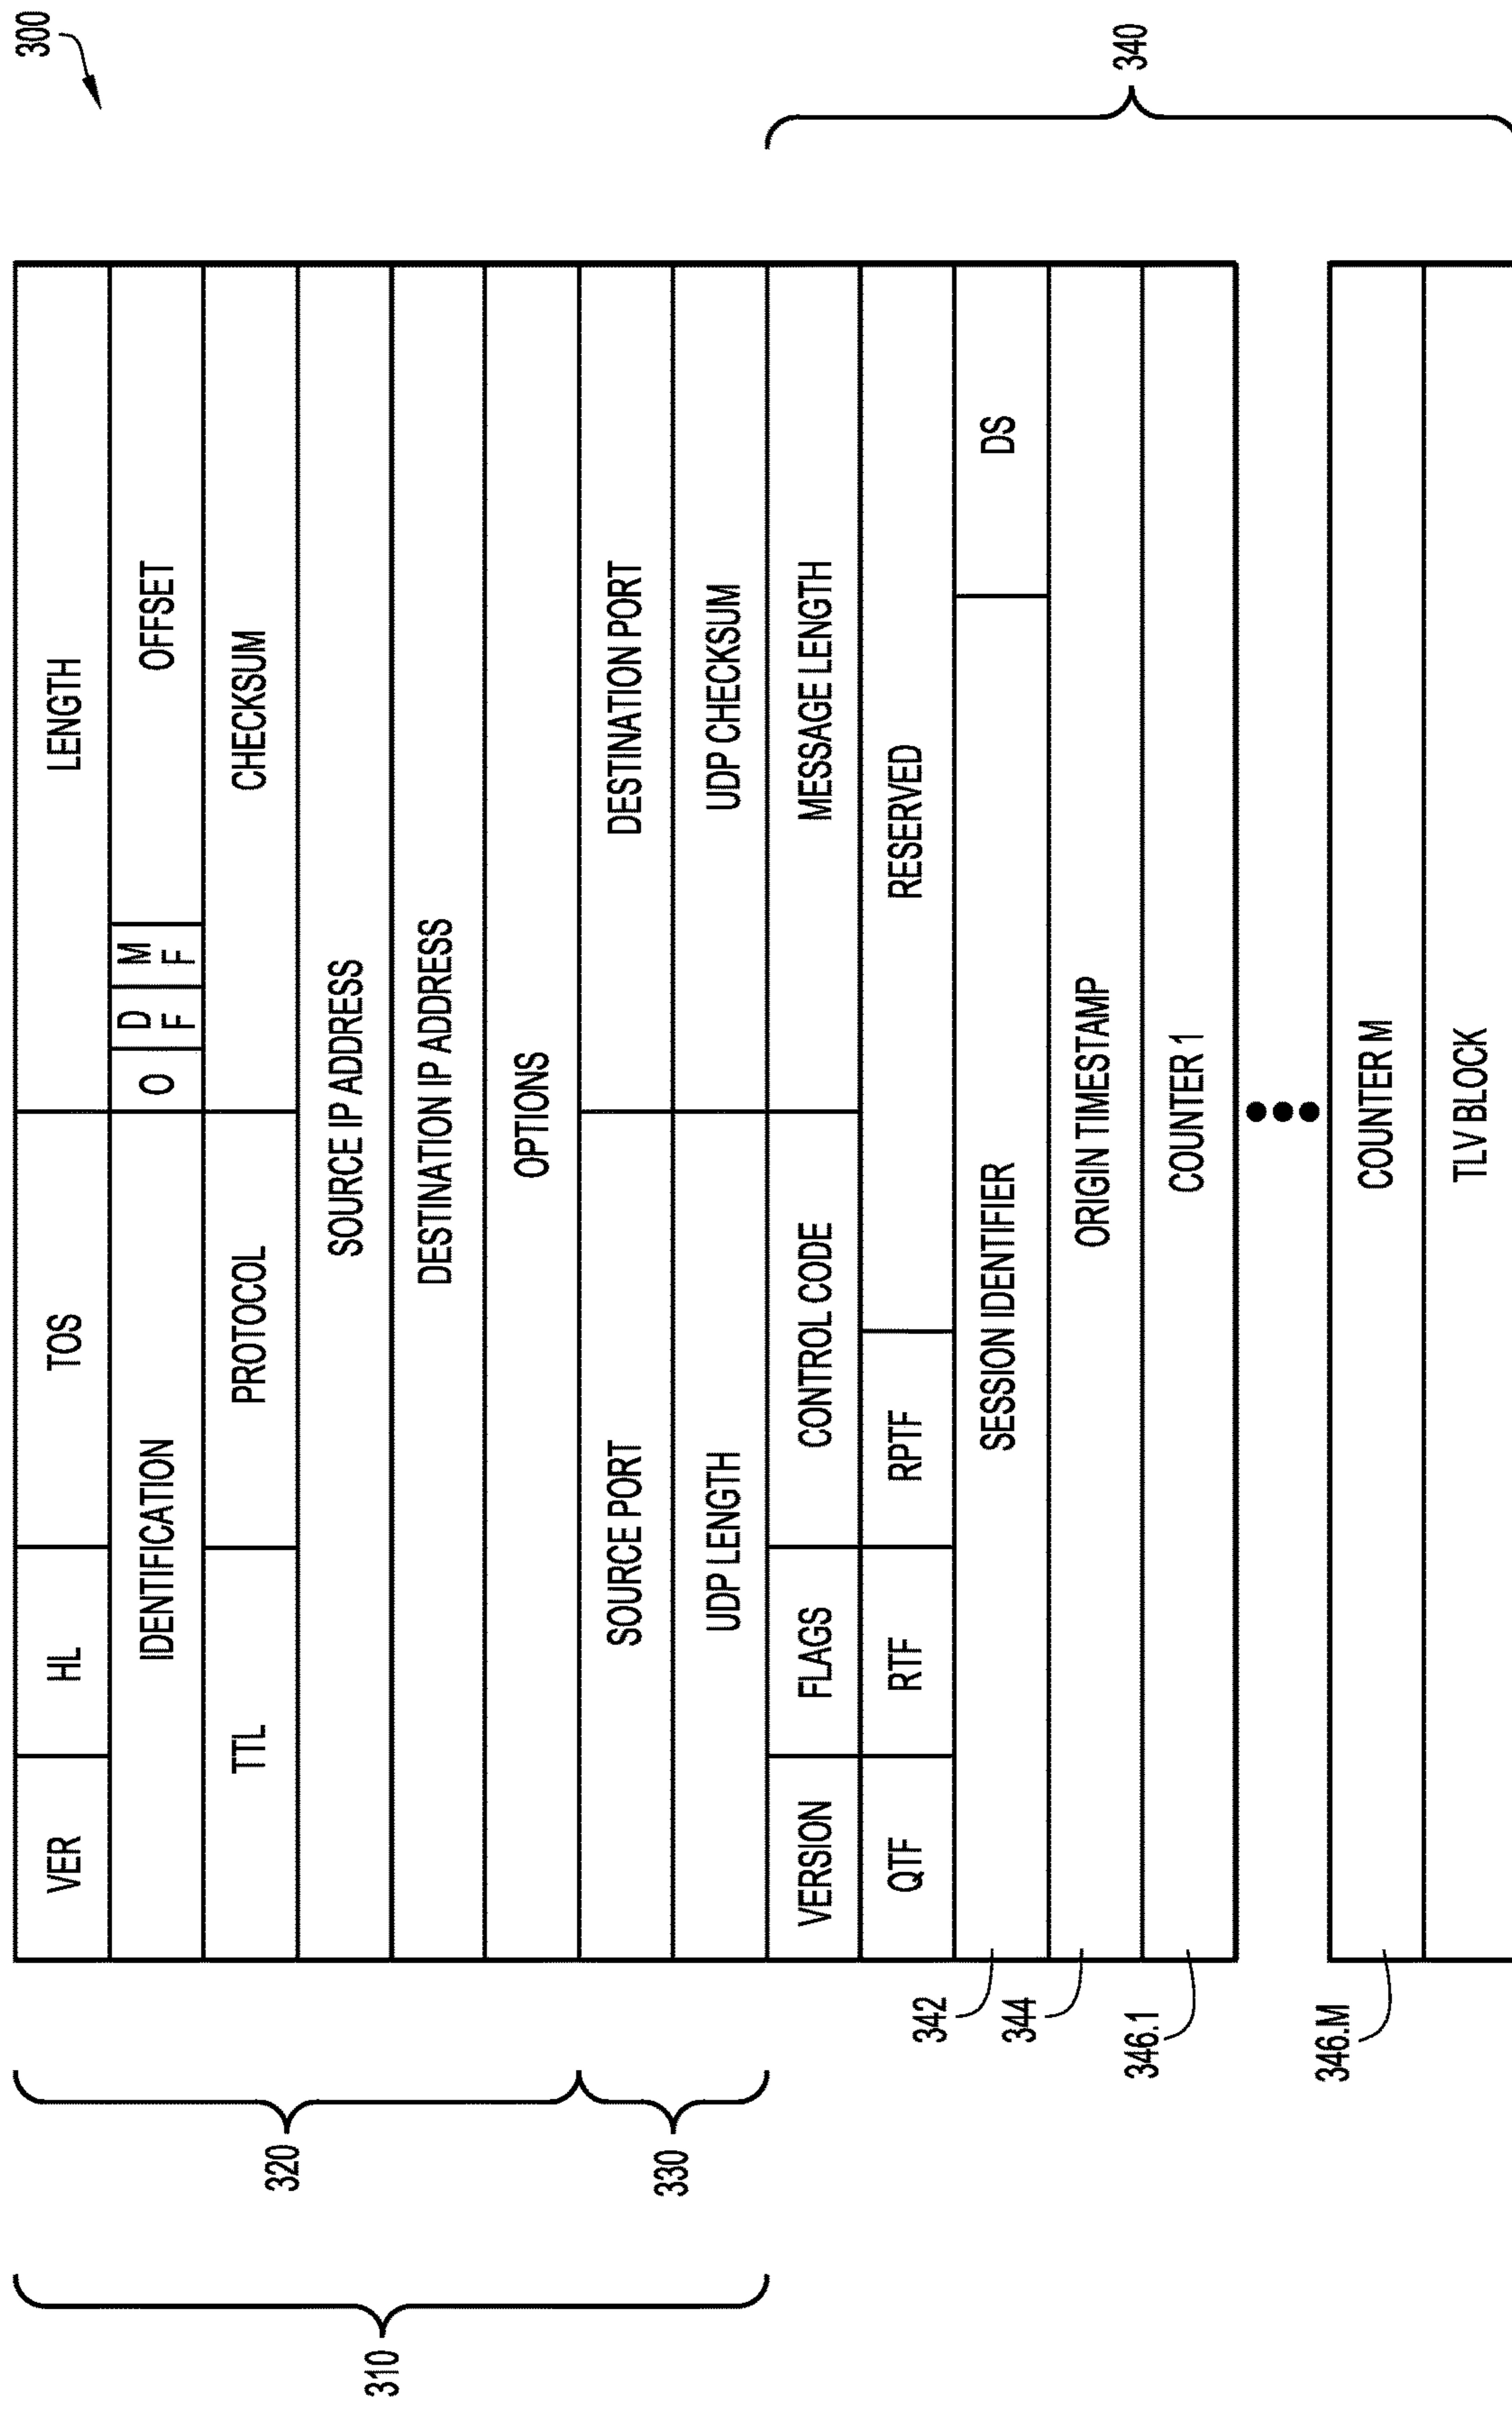 300
VER HL TOS LENGTH
IDENTIFICATION O D F M F OFFSET
TTL PROTOCOL CHECKSUM
SOURCE IP ADDRESS
DESTINATION IP ADDRESS
OPTIONS
SOURCE PORT DESTINATION PORT
UDP LENGTH UDP CHECKSUM
VERSION FLAGS CONTROL CODE MESSAGE LENGTH
QTF RTF RPTF RESERVED
342 SESSION IDENTIFIER DS
344 ORIGIN TIMESTAMP
346.1 COUNTER 1
346.M COUNTER M
TLV BLOCK
310
320
330
340